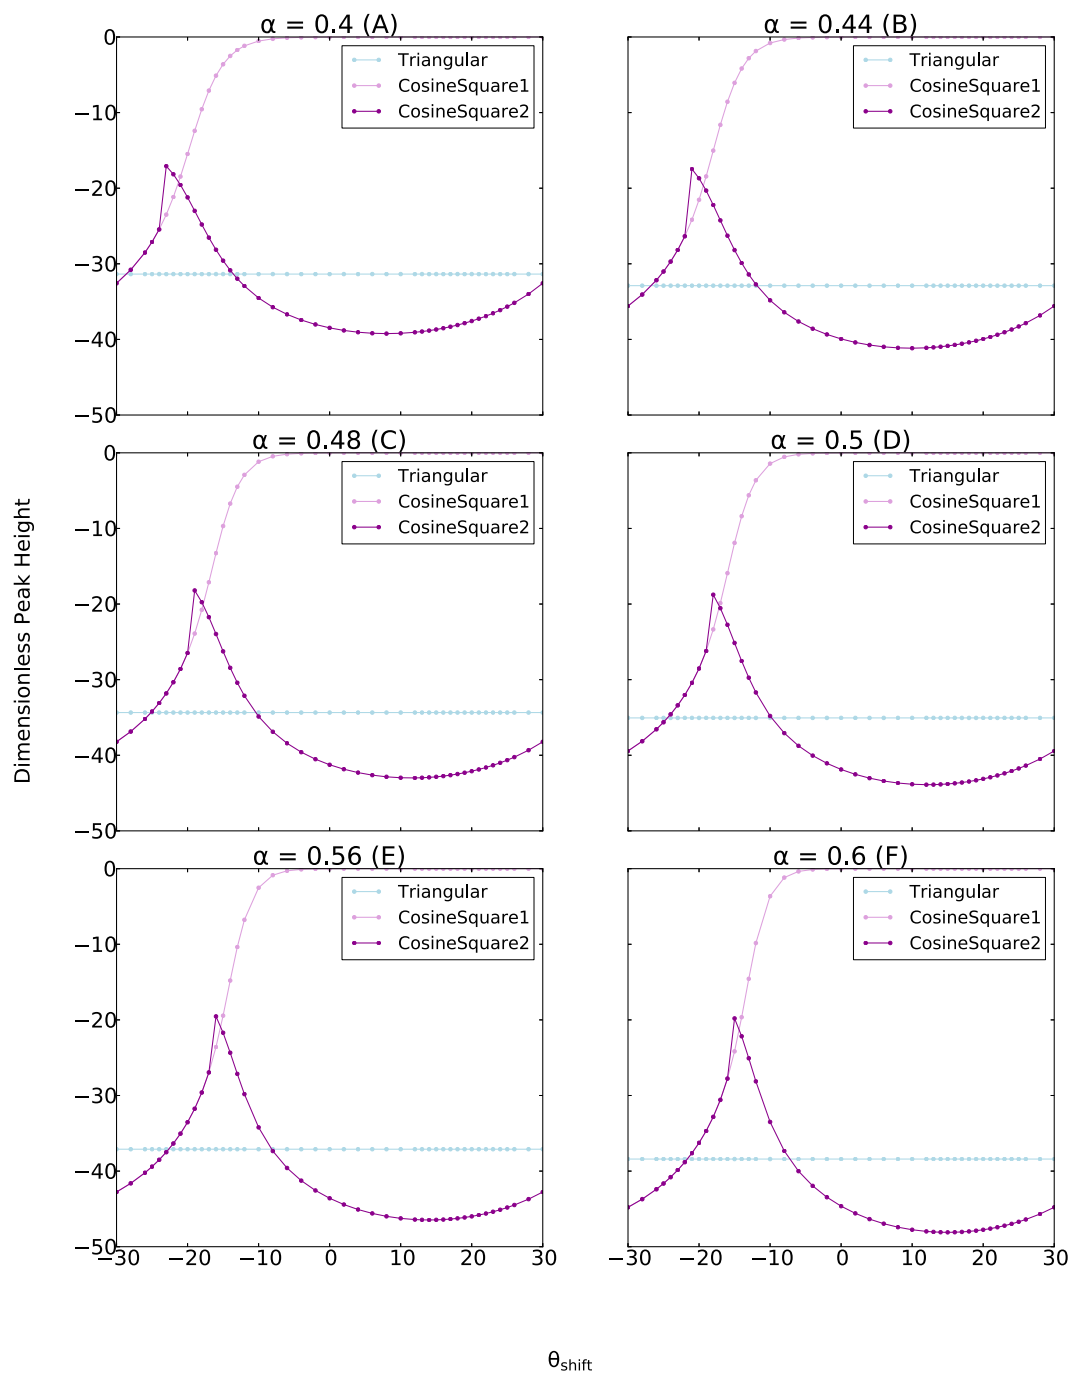 α = 0.4 (A)
α = 0.44 (B)
0
−10
−20
−30
−40
−50
Triangular
CosineSquare1
CosineSquare2
Triangular
CosineSquare1
CosineSquare2
α = 0.48 (C)
α = 0.5 (D)
0
−10
−20
−30
−40
−50
Triangular
CosineSquare1
CosineSquare2
Triangular
CosineSquare1
CosineSquare2
Dimensionless Peak Height
α = 0.56 (E)
α = 0.6 (F)
0
−10
−20
−30
−40
−50
Triangular
CosineSquare1
CosineSquare2
Triangular
CosineSquare1
CosineSquare2
−30 −20 −10 0 10 20 30
−30 −20 −10 0 10 20 30
θshift